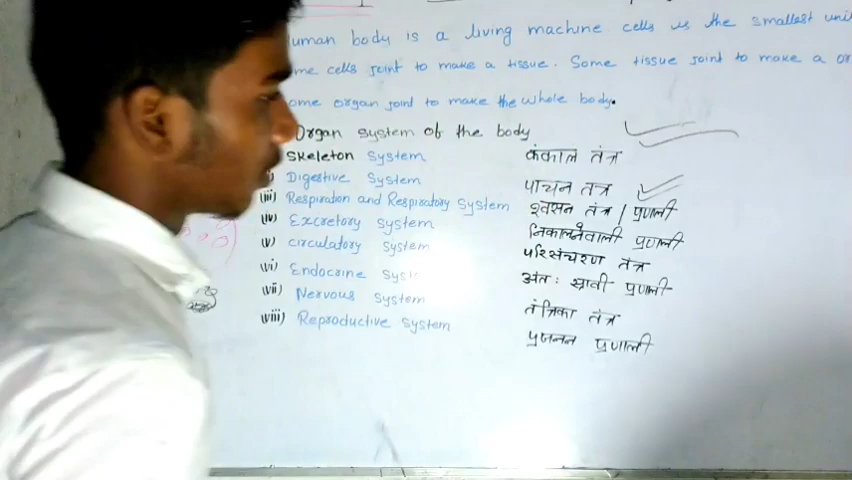 Human body is a living machine cells is the smallest unit
me cells joint to make a tissue. Some tissue joint to make a or
ome organ joint to make the whole body.
Organ system of the body
Skeleton system कंकाल तंत्र
Digestive System पाचन तंत्र
(iii) Respiration and Respiratory System श्वसन तंत्र / प्रणाली
(iv) Excretory system निकालनेवाली प्रणाली
(v) circulatory system परिसंचरण तंत्र
(vi) Endocrine Syste अंतः स्रावी प्रणाली
(vii) Nervous system तंत्रिका तंत्र
(viii) Reproductive system प्रजनन प्रणाली